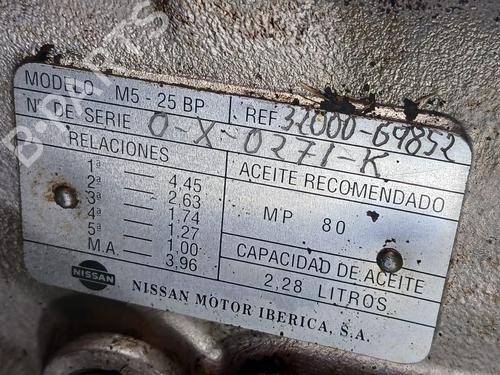 MODELO M5-25 BP REF. 32000-69852
Nº DE SERIE 0-X-0271-K
RELACIONES
1ª — 4,45
2ª — 2,63
3ª — 1,74
4ª — 1,27
5ª — 1,00
M.A. — 3,96
ACEITE RECOMENDADO
MP 80
CAPACIDAD DE ACEITE
2,28 LITROS
NISSAN
NISSAN MOTOR IBERICA, S.A.
B-PARTS